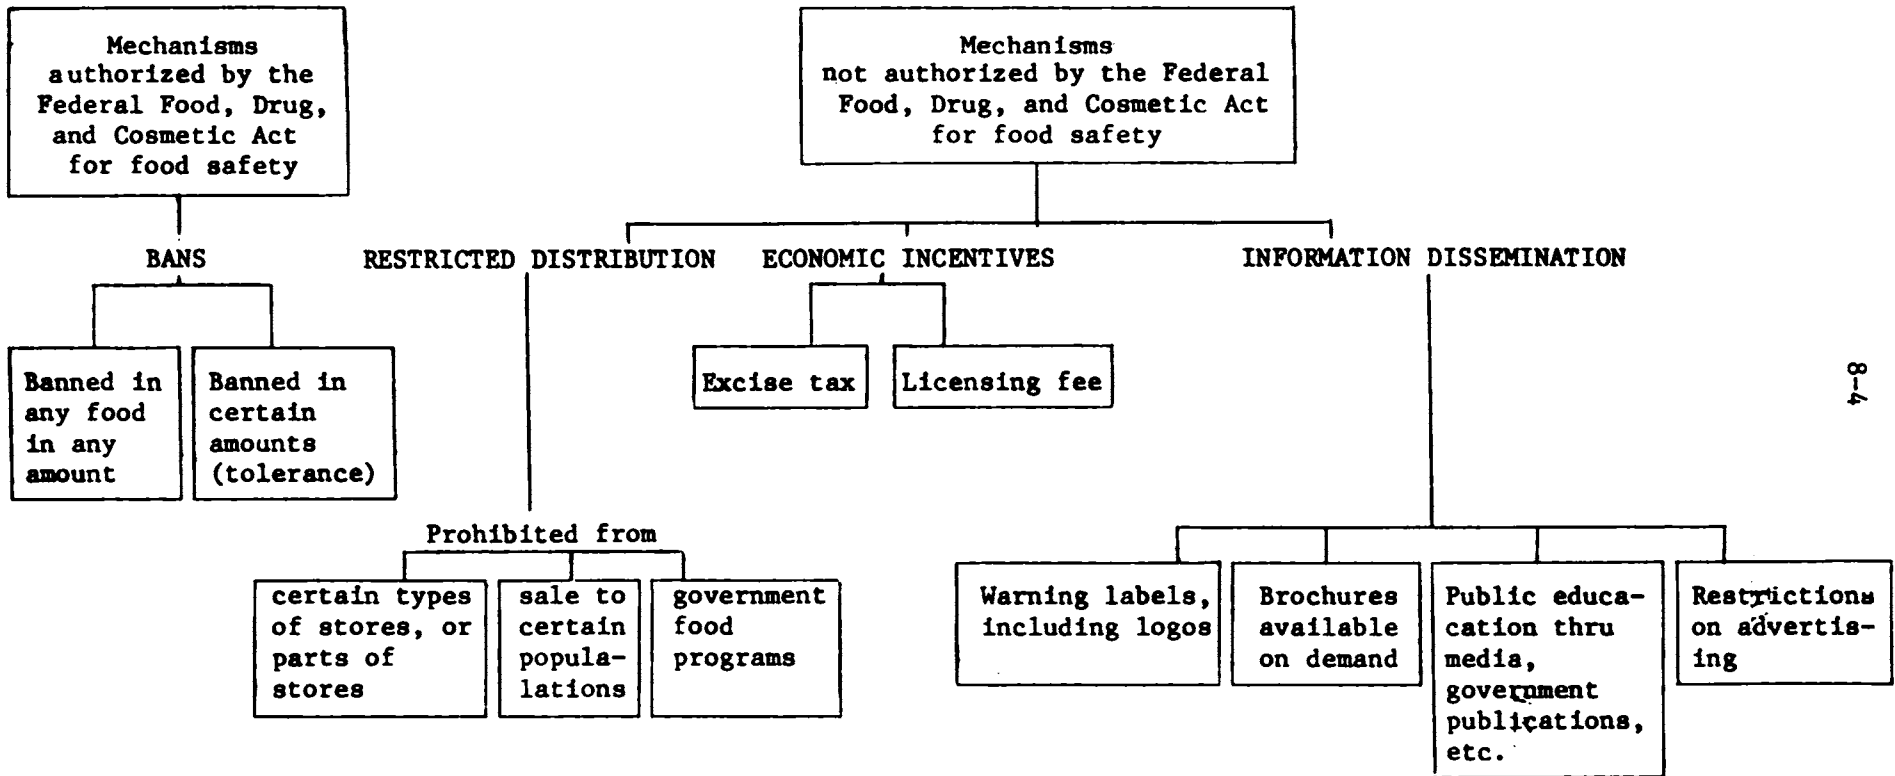 Mechanisms
authorized by the
Federal Food, Drug,
and Cosmetic Act
for food safety
Mechanisms
not authorized by the Federal
Food, Drug, and Cosmetic Act
for food safety
BANS
RESTRICTED DISTRIBUTION
ECONOMIC INCENTIVES
INFORMATION DISSEMINATION
Banned in
any food
in any
amount
Banned in
certain
amounts
(tolerance)
Excise tax
Licensing fee
8-4
Prohibited from
certain types
of stores, or
parts of
stores
sale to
certain
popula-
lations
government
food
programs
Warning labels,
including logos
Brochures
available
on demand
Public educa-
cation thru
media,
government
publications,
etc.
Restrictions
on advertis-
ing